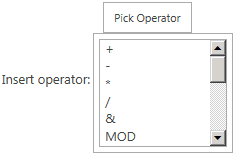 Pick Operator
Insert operator:
+
-
*
/
&
MOD